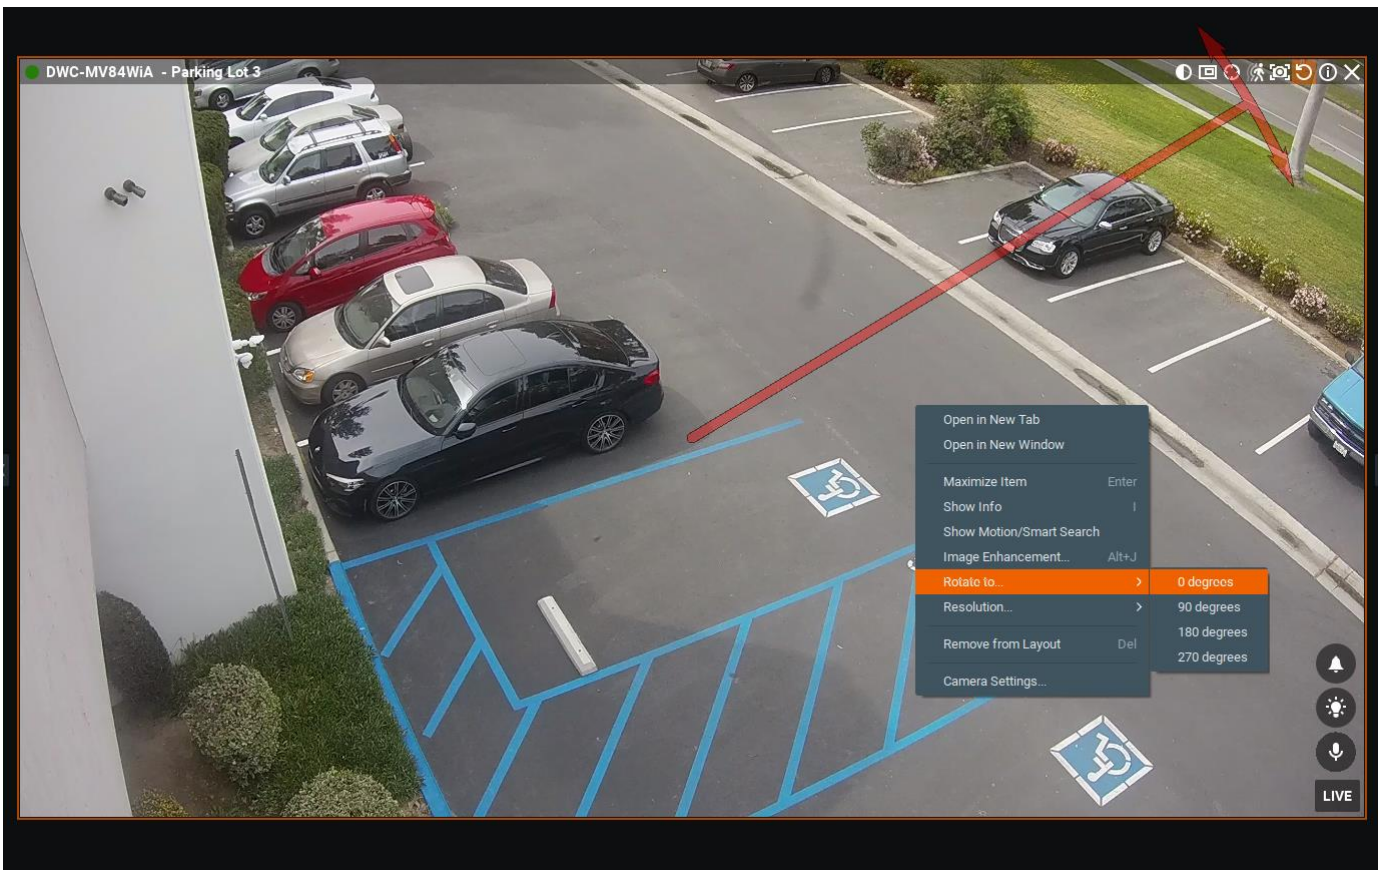 DWC-MV84WiA - Parking Lot 3
Open in New Tab
Open in New Window
Maximize Item Enter
Show Info I
Show Motion/Smart Search
Image Enhancement... Alt+J
Rotate to... 0 degrees
Resolution... 90 degrees
180 degrees
Remove from Layout Del
270 degrees
Camera Settings...
LIVE